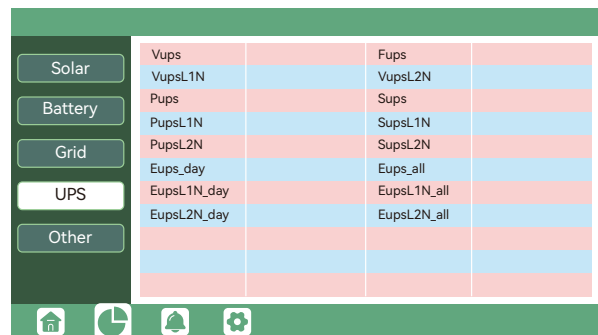 Solar
Battery
Grid
UPS
Other
Vups Fups
VupsL1N VupsL2N
Pups Sups
PupsL1N SupsL1N
PupsL2N SupsL2N
Eups_day Eups_all
EupsL1N_day EupsL1N_all
EupsL2N_day EupsL2N_all